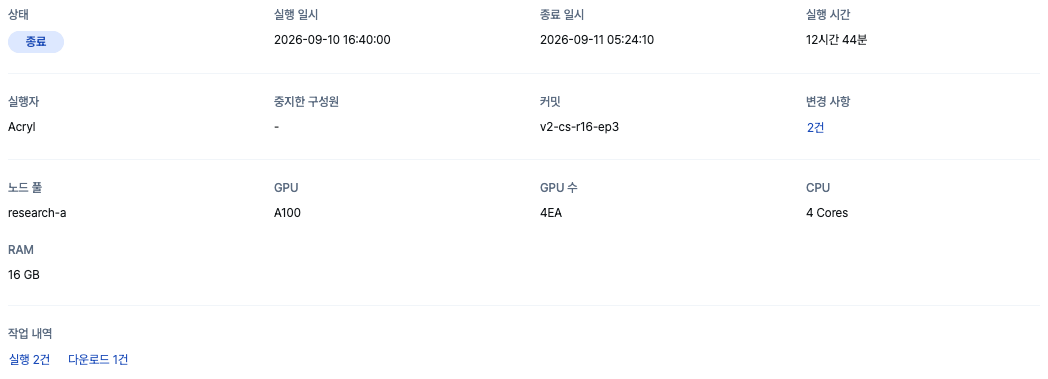 상태 실행 일시 종료 일시 실행 시간
종료 2026-09-10 16:40:00 2026-09-11 05:24:10 12시간 44분
실행자 중지한 구성원 커밋 변경 사항
Acryl - v2-cs-r16-ep3 2건
노드 풀 GPU GPU 수 CPU
research-a A100 4EA 4 Cores
RAM
16 GB
작업 내역
실행 2건 다운로드 1건